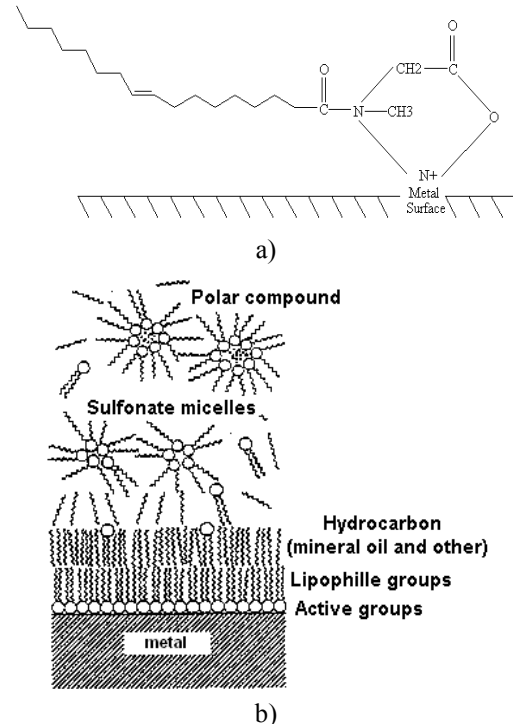 O
O
CH2
C
C
N
CH3
O
N+
Metal
Surface
a)
Polar compound
Sulfonate micelles
Hydrocarbon
(mineral oil and other)
Lipophille groups
Active groups
metal
b)